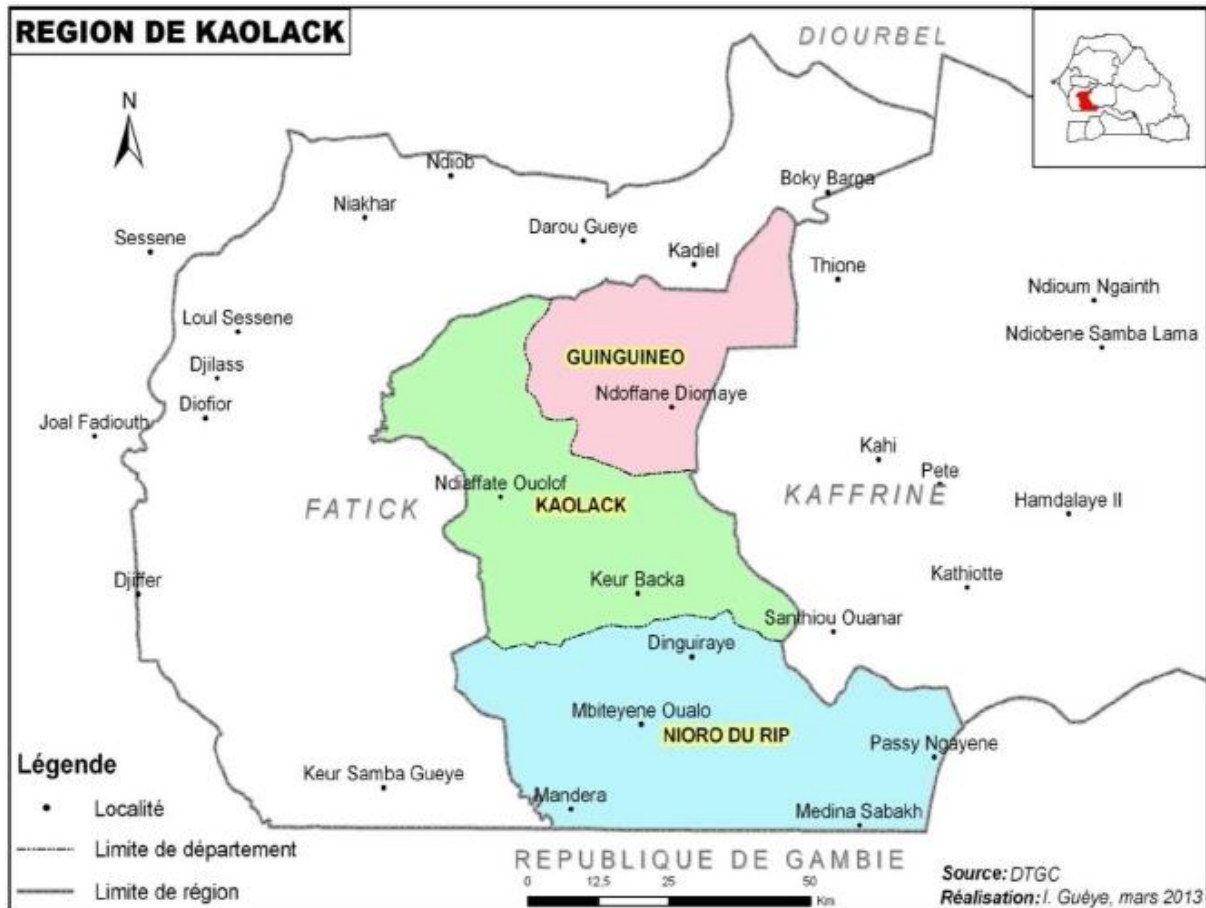 REGION DE KAOLACK
DIOURBEL
N
Ndiob
Boky Barga
Niakhar
Darou Gueye
Sessene
Kadiel
Thione
Ndioum Ngainth
Loul Sessene
Ndiobene Samba Lama
GUINGUINEO
Djilass
Ndoffane Diomaye
Diofior
Joal Fadiouth
Kahi
Pete
Ndiaffate Ouolof
KAFFRINE
FATICK
KAOLACK
Hamdalaye II
Djiffer
Keur Backa
Kathiotte
Santhiou Ouanar
Dinguiraye
Mbiteyene Oualo
NIORO DU RIP
Passy Ngayene
Légende
Keur Samba Gueye
Mandera
Medina Sabakh
Localité
Limite de département
Limite de région
REPUBLIQUE DE GAMBIE
0 12,5 25 50
Km
Source: DTGC
Réalisation: I. Guèye, mars 2013